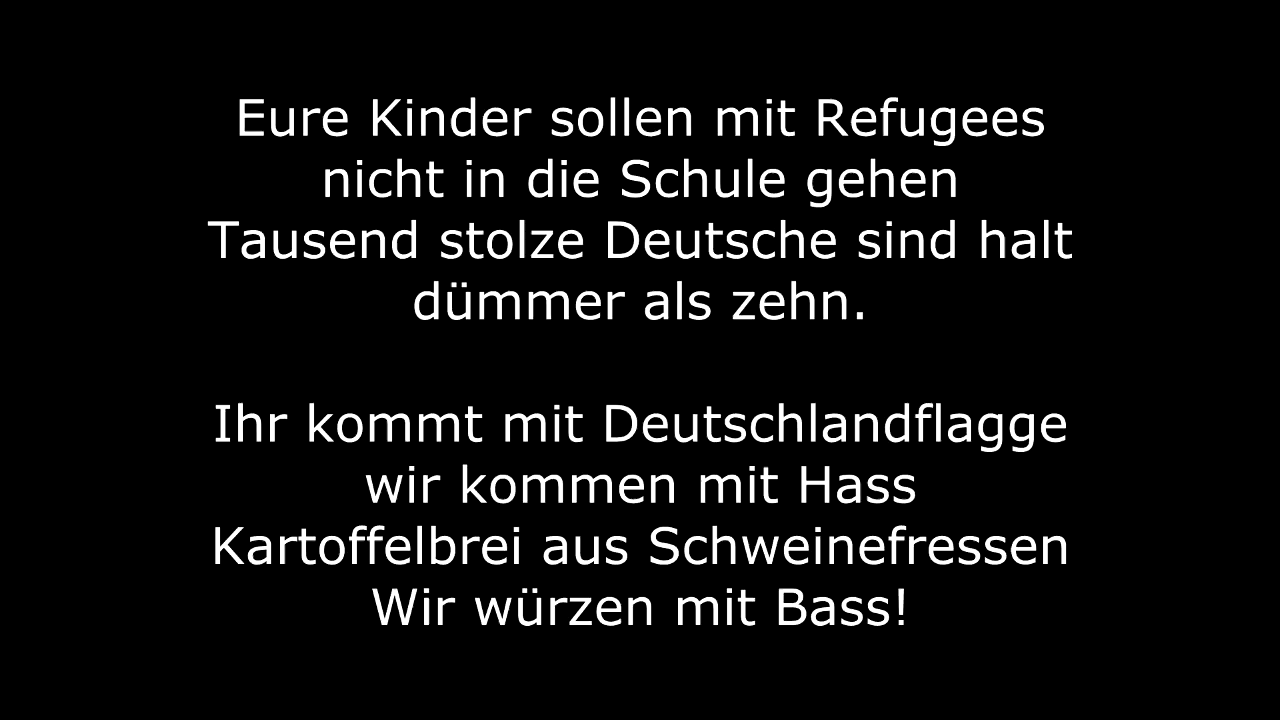 Eure Kinder sollen mit Refugees
nicht in die Schule gehen
Tausend stolze Deutsche sind halt
dümmer als zehn.
Ihr kommt mit Deutschlandflagge
wir kommen mit Hass
Kartoffelbrei aus Schweinefressen
Wir würzen mit Bass!